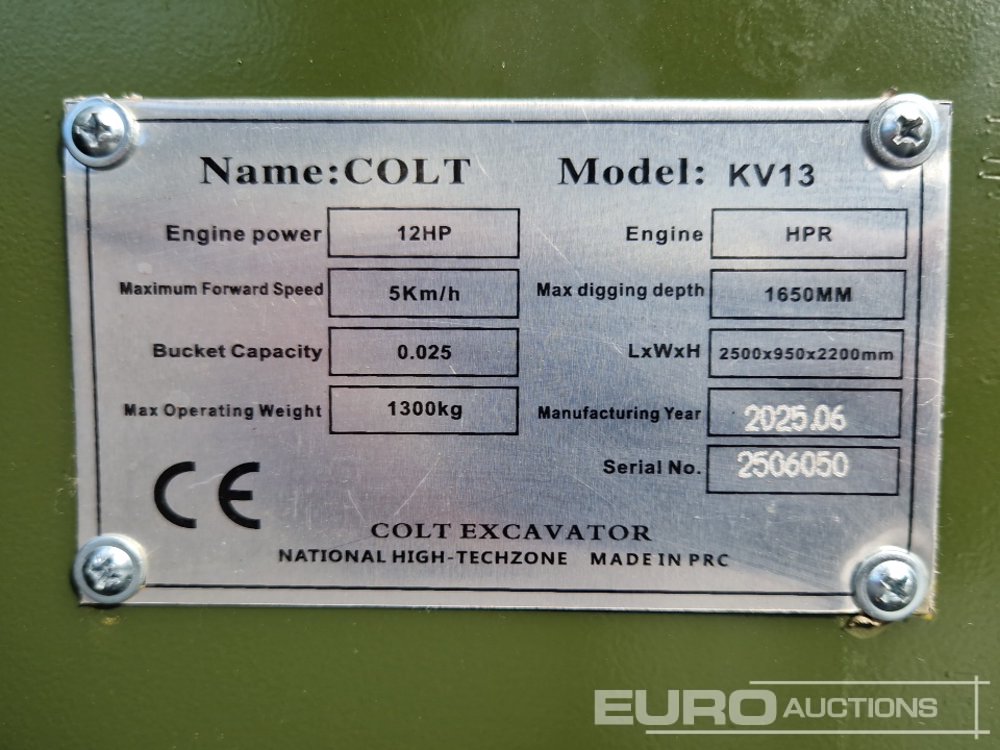 Name:COLT Model: KV13
Engine power 12HP Engine HPR
Maximum Forward Speed 5Km/h Max digging depth 1650MM
Bucket Capacity 0.025 LxWxH 2500x950x2200mm
Max Operating Weight 1300kg Manufacturing Year 2025.06
Serial No. 2506050
CE
COLT EXCAVATOR
NATIONAL HIGH-TECHZONE MADE IN PRC
EURO AUCTIONS